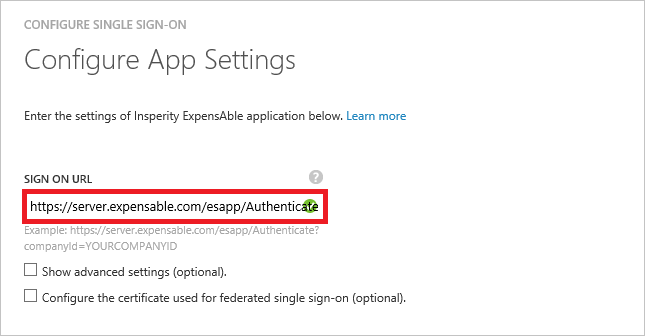 CONFIGURE SINGLE SIGN-ON
Configure App Settings
Enter the settings of Insperity ExpensAble application below. Learn more
SIGN ON URL ?
https://server.expensable.com/esapp/Authenticate
Example: https://server.expensable.com/esapp/Authenticate?
companyId=YOURCOMPANYID
Show advanced settings (optional).
Configure the certificate used for federated single sign-on (optional).